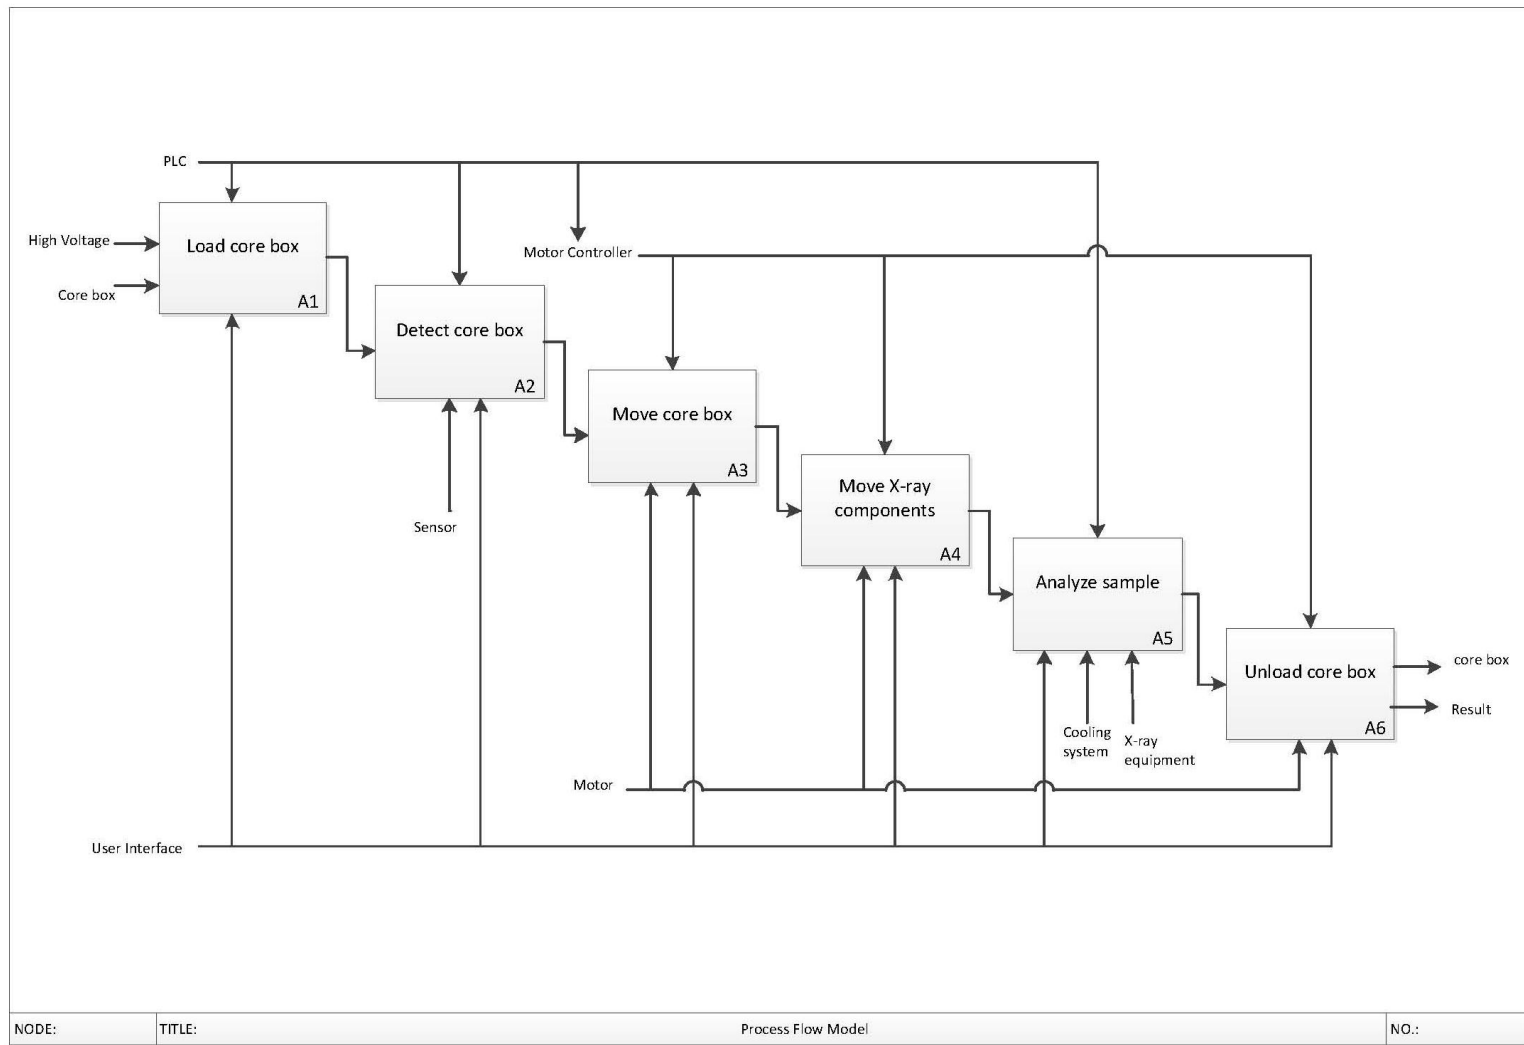 PLC
High Voltage
Core box
Load core box
A1
Motor Controller
Detect core box
A2
Sensor
Move core box
A3
Move X-ray
components
A4
Analyze sample
A5
Cooling
system
X-ray
equipment
Unload core box
A6
core box
Result
Motor
User Interface
NODE:
TITLE:
Process Flow Model
NO.: